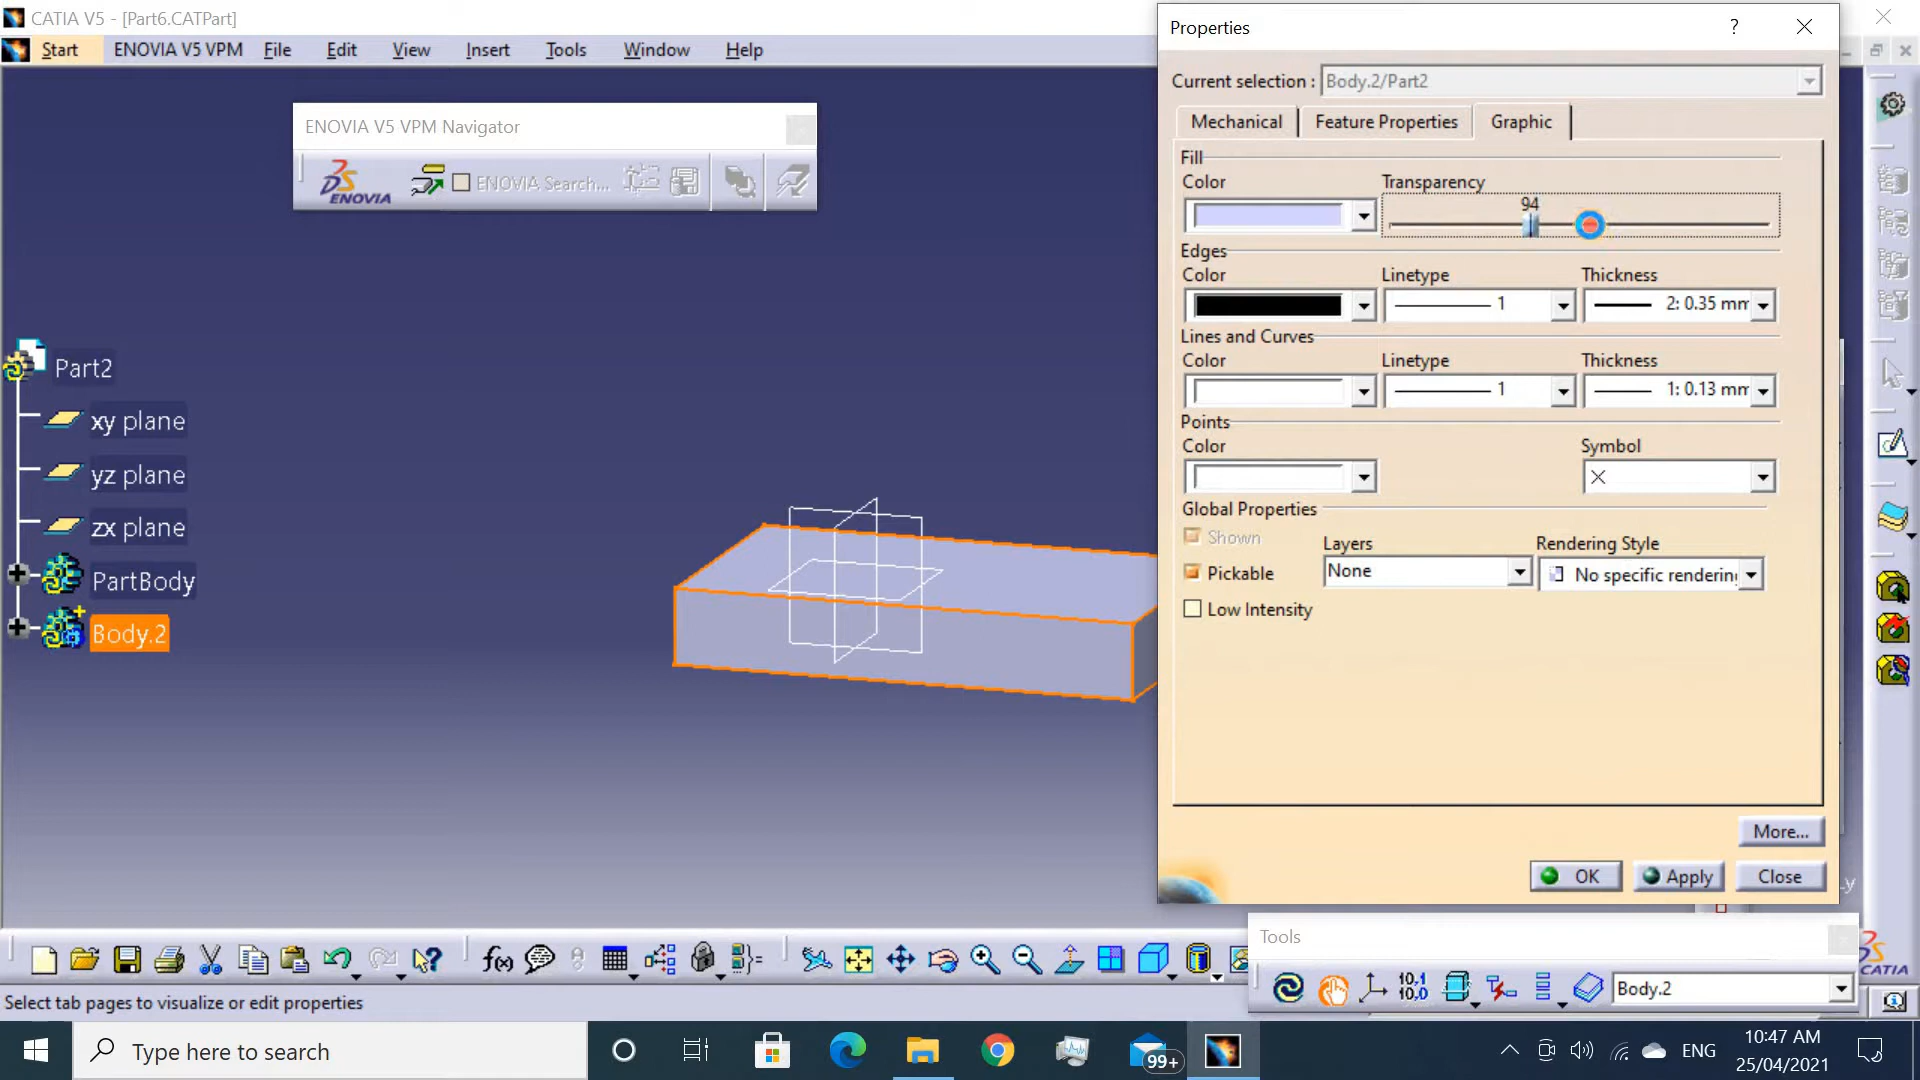 CATIA V5 - [Part6.CATPart]
Start ENOVIA V5 VPM File Edit View Insert Tools Window Help
ENOVIA V5 VPM Navigator
ENOVIA
ENOVIA Search...
Part2
xy plane
yz plane
zx plane
PartBody
Body.2
Properties
?
Current selection : Body.2/Part2
Mechanical Feature Properties Graphic
Fill
Color Transparency
94
Edges
Color Linetype Thickness
1 2: 0.35 mm
Lines and Curves
Color Linetype Thickness
1 1: 0.13 mm
Points
Color Symbol
Global Properties
Shown Layers Rendering Style
Pickable None No specific renderin
Low Intensity
More...
OK Apply Close
y
Tools
f(x)
10,1
10,0
Body.2
CATIA
Select tab pages to visualize or edit properties
Type here to search
99+
ENG
10:47 AM
25/04/2021